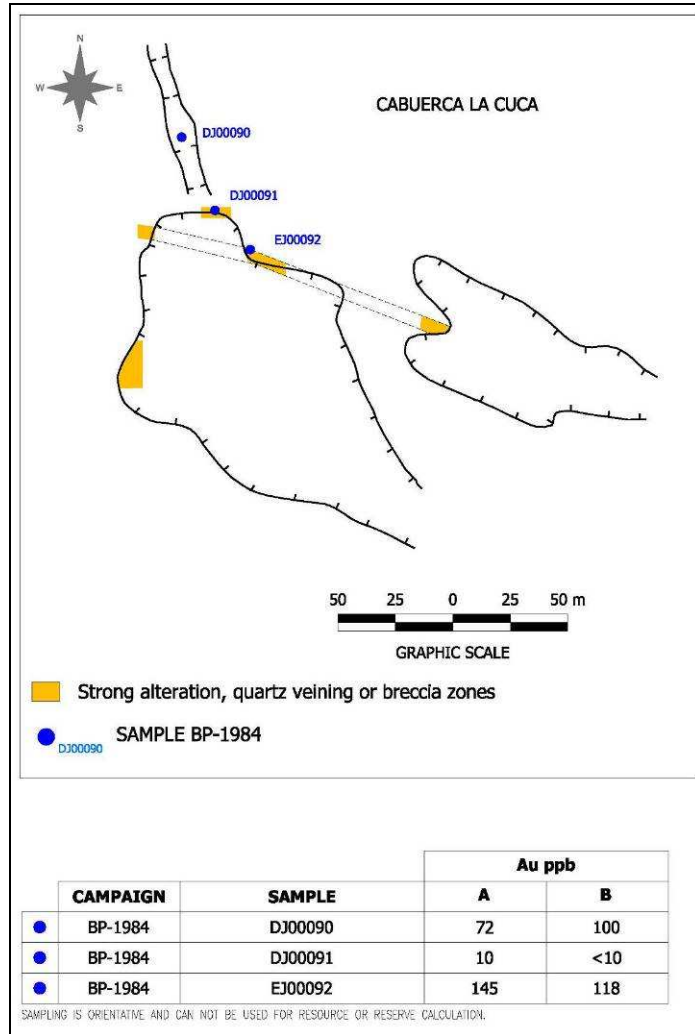 N
W E
S
CABUERCA LA CUCA
DJ00090
DJ00091
EJ00092
50 25 0 25 50 m
GRAPHIC SCALE
Strong alteration, quartz veining or breccia zones
SAMPLE BP-1984
DJ00090
Au ppb
CAMPAIGN SAMPLE A B
BP-1984 DJ00090 72 100
BP-1984 DJ00091 10 <10
BP-1984 EJ00092 145 118
SAMPLING IS ORIENTATIVE AND CAN NOT BE USED FOR RESOURCE OR RESERVE CALCULATION.